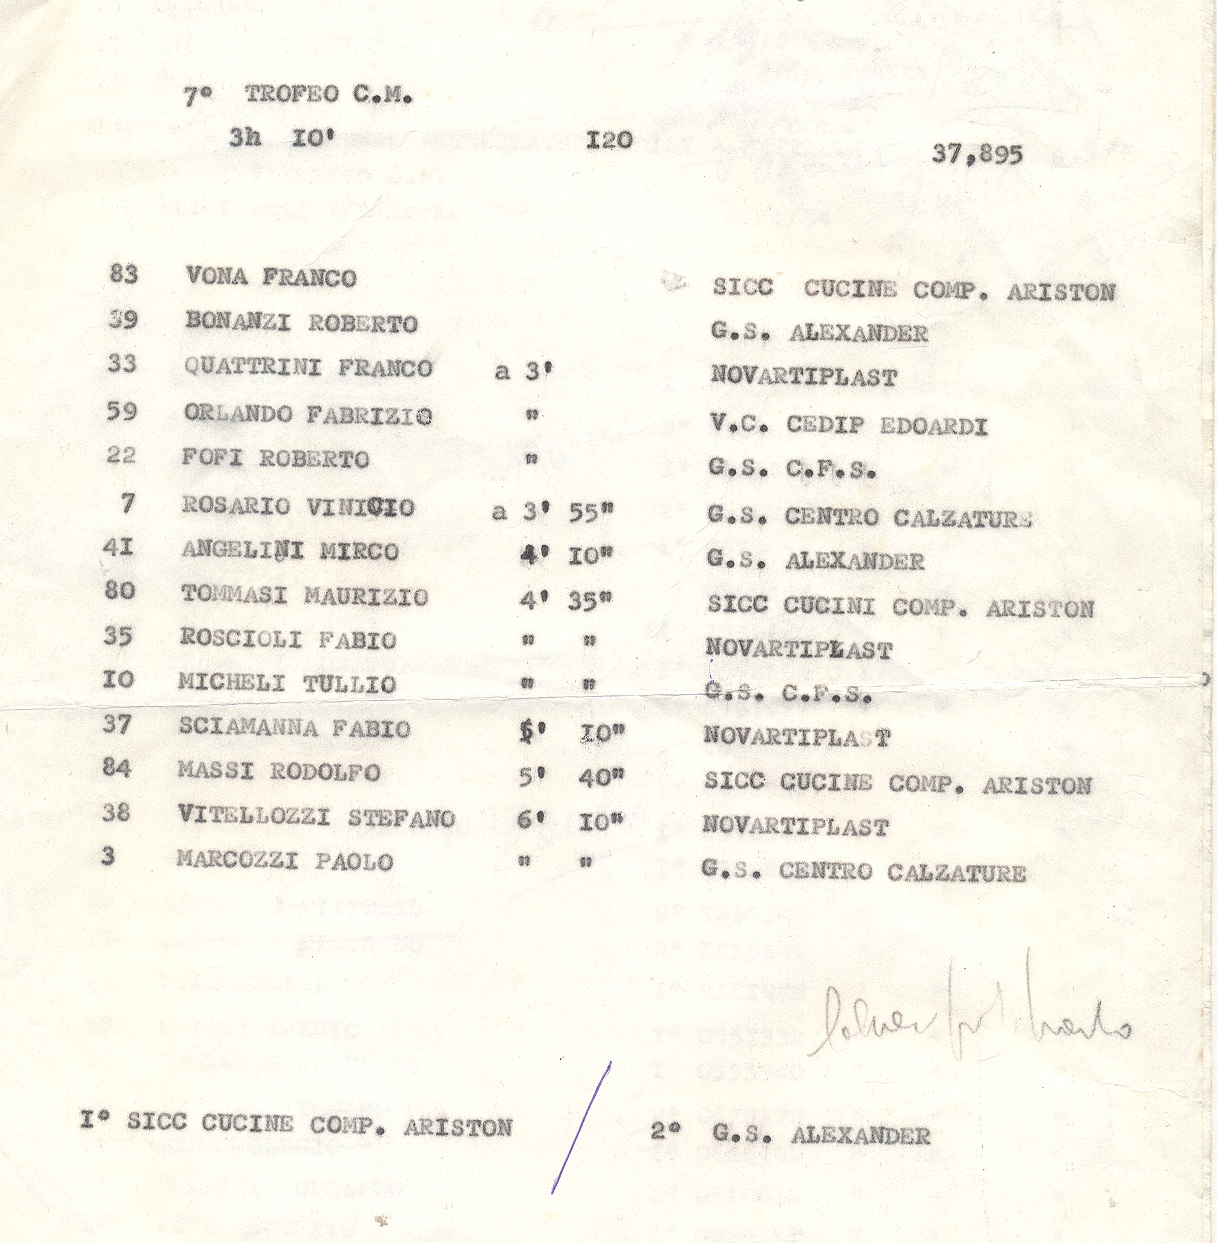 7° TROFEO C.M.
3h IO' I2O 37,895
83 VONA FRANCO SICC CUCINE COMP. ARISTON
39 BONANZI ROBERTO G.S. ALEXANDER
33 QUATTRINI FRANCO a 3' NOVARTIPLAST
59 ORLANDO FABRIZIO " V.C. CEDIP EDOARDI
22 FOFI ROBERTO " G.S. C.F.S.
7 ROSARIO VINICIO a 3' 55" G.S. CENTRO CALZATURE
4I ANGELINI MIRCO 4' IO" G.S. ALEXANDER
80 TOMMASI MAURIZIO 4' 35" SICC CUCINI COMP. ARISTON
35 ROSCIOLI FABIO " " NOVARTIPLAST
IO MICHELI TULLIO " " G.S. C.F.S.
37 SCIAMANNA FABIO IO" NOVARTIPLAST
84 MASSI RODOLFO 5' 40" SICC CUCINE COMP. ARISTON
38 VITELLOZZI STEFANO 6' IO" NOVARTIPLAST
3 MARCOZZI PAOLO " " G.S. CENTRO CALZATURE
I° SICC CUCINE COMP. ARISTON / 2° G.S. ALEXANDER